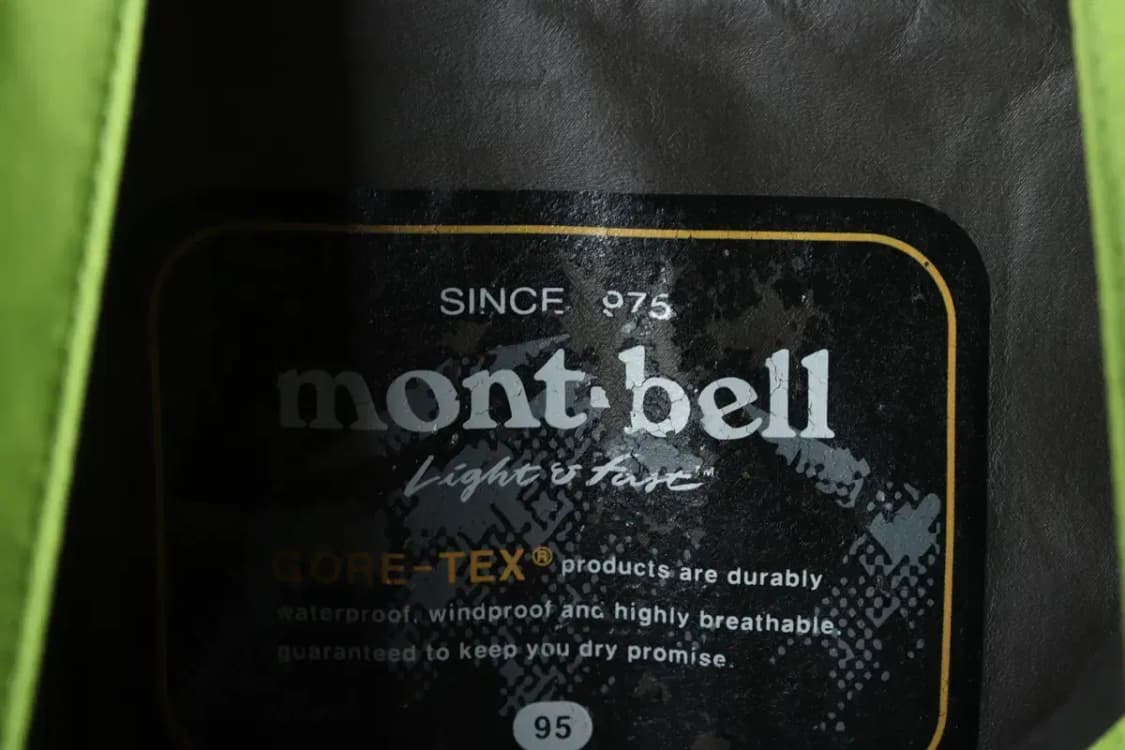 SINCE 975
mont·bell
Light & fast™
GORE-TEX® products are durably
waterproof, windproof and highly breathable.
guaranteed to keep you dry promise.
95